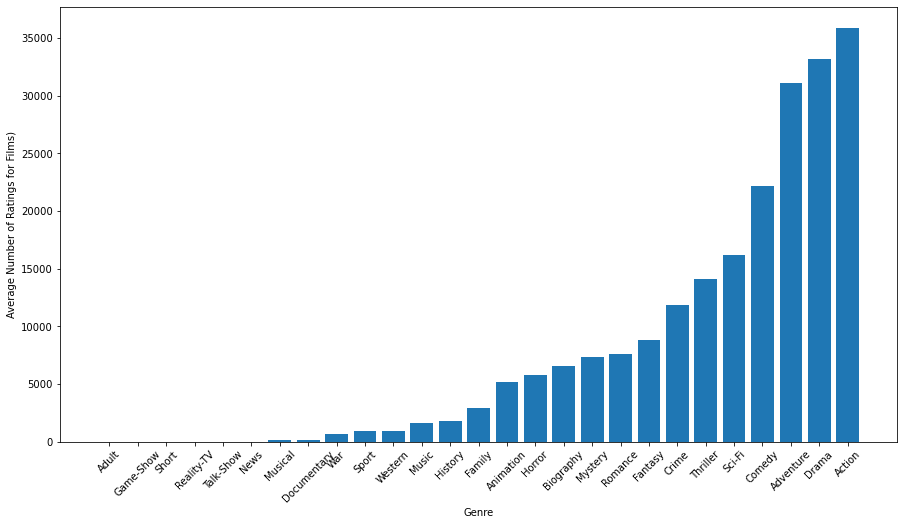 35000
30000
25000
20000
15000
10000
5000
0
Average Number of Ratings for Films)
Adult
Game-Show
Short
Reality-TV
Talk-Show
News
Musical
Documentary
War
Sport
Western
Music
History
Family
Animation
Horror
Biography
Mystery
Romance
Fantasy
Crime
Thriller
Sci-Fi
Comedy
Adventure
Drama
Action
Genre